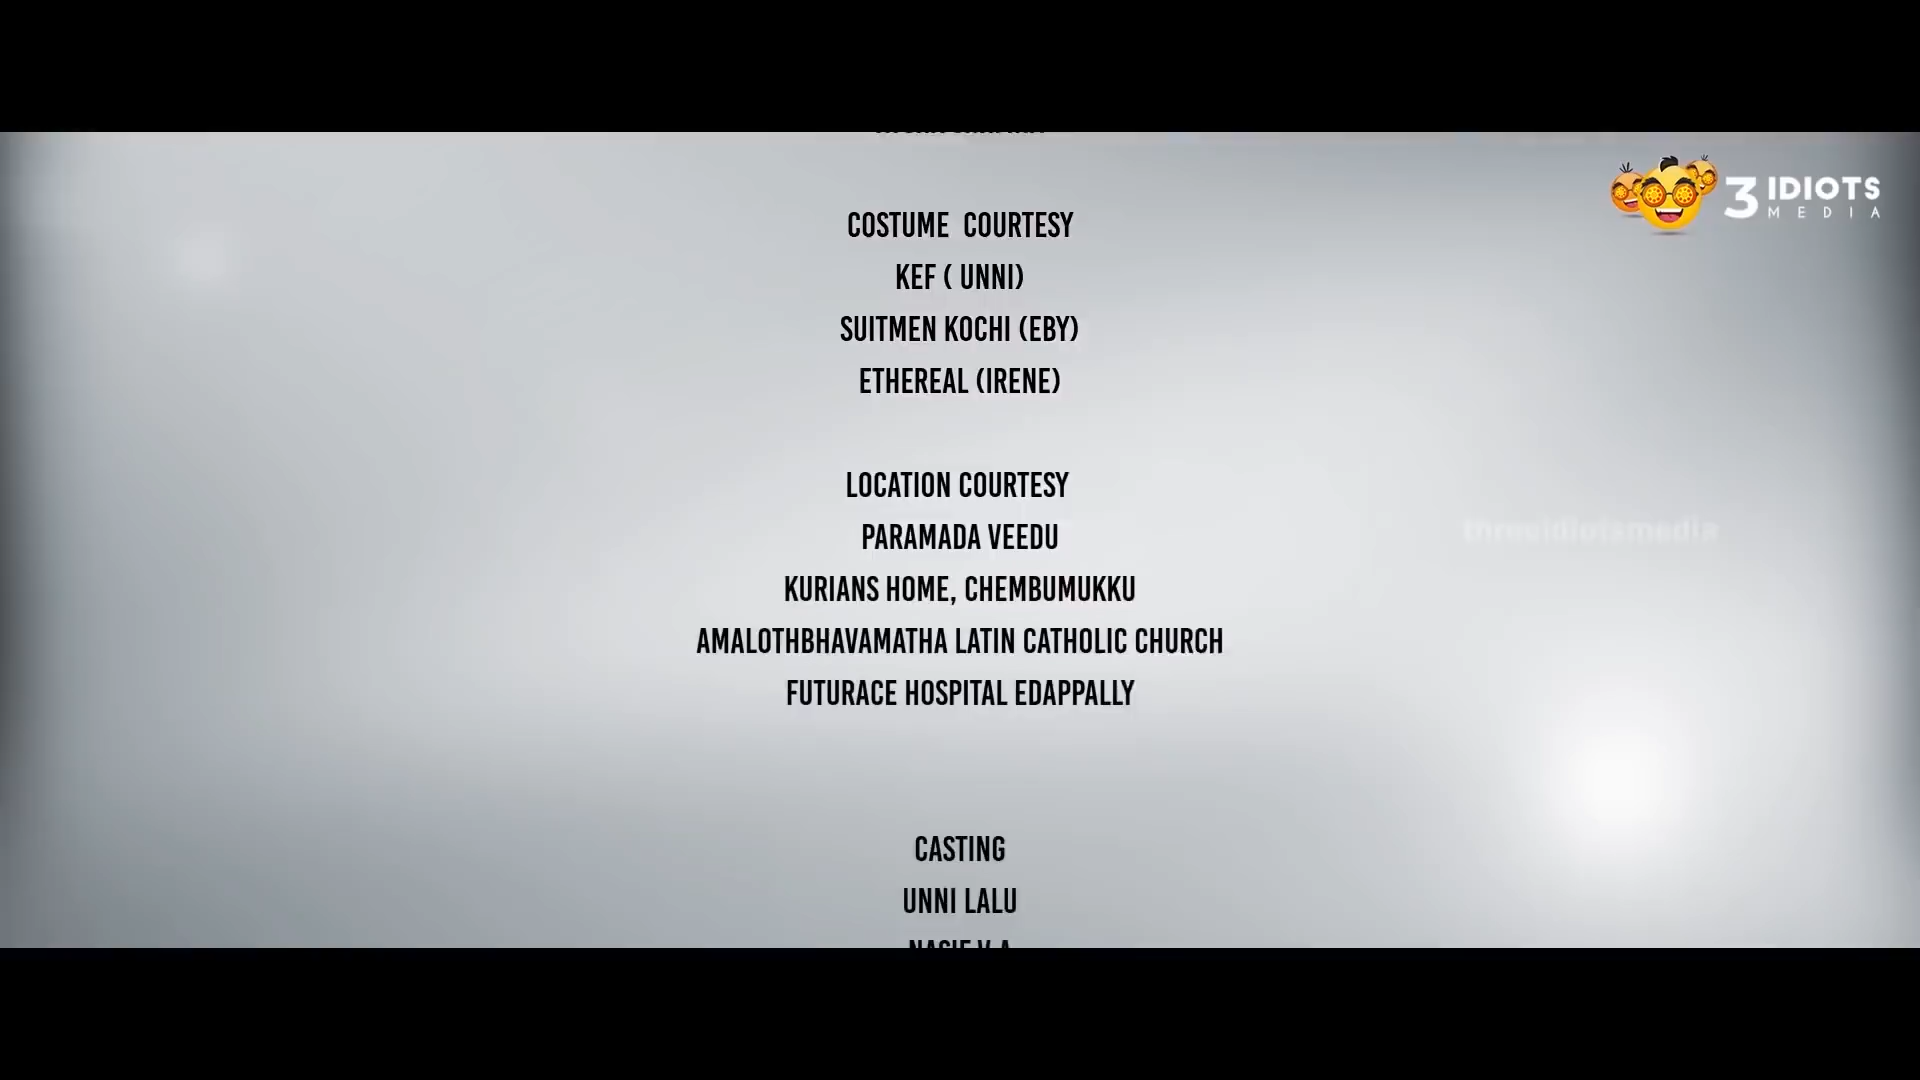 COSTUME COURTESY
KEF ( UNNI)
SUITMEN KOCHI (EBY)
ETHEREAL (IRENE)
LOCATION COURTESY
PARAMADA VEEDU
KURIANS HOME, CHEMBUMUKKU
AMALOTHBHAVAMATHA LATIN CATHOLIC CHURCH
FUTURACE HOSPITAL EDAPPALLY
CASTING
UNNI LALU
3 IDIOTS
MEDIA
threeidiotsmedia